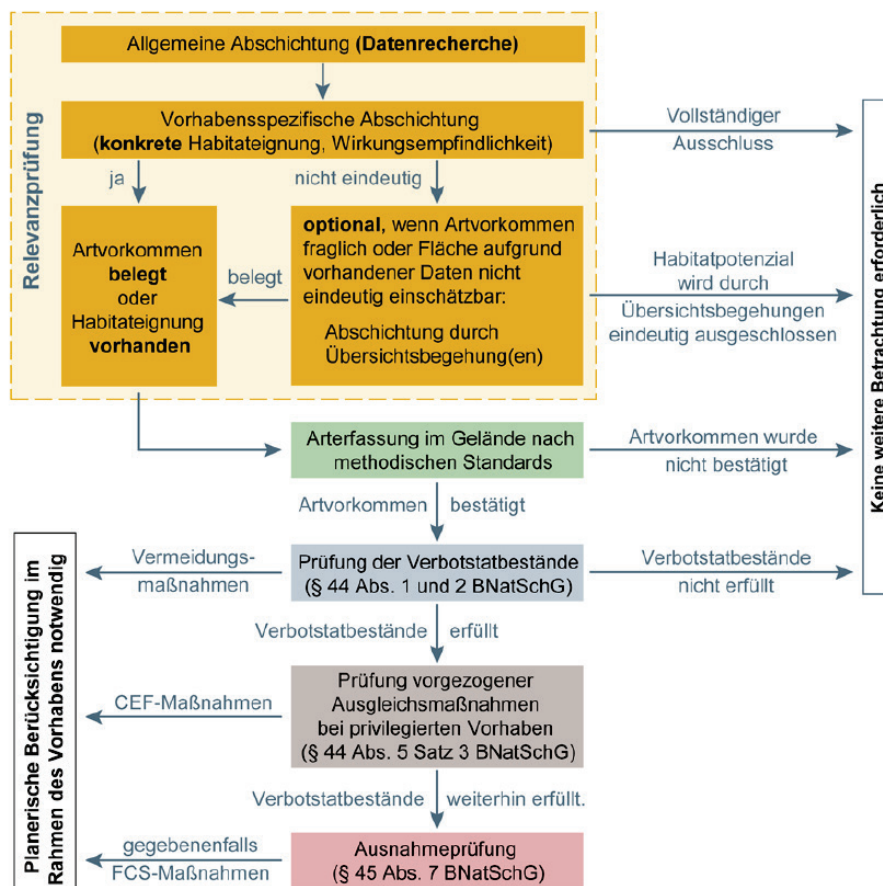 Relevanzprüfung
Allgemeine Abschichtung (Datenrecherche)
Vorhabensspezifische Abschichtung
(konkrete Habitateignung, Wirkungsempfindlichkeit)
Vollständiger
Ausschluss
ja
nicht eindeutig
Artvorkommen
belegt
oder
Habitateignung
vorhanden
belegt
optional, wenn Artvorkommen
fraglich oder Fläche aufgrund
vorhandener Daten nicht
eindeutig einschätzbar:
Abschichtung durch
Übersichtsbegehung(en)
Habitatpotenzial
wird durch
Übersichtsbegehungen
eindeutig ausgeschlossen
Keine weitere Betrachtung erforderlich
Arterfassung im Gelände nach
methodischen Standards
Artvorkommen wurde
nicht bestätigt
Artvorkommen bestätigt
Planerische Berücksichtigung im
Rahmen des Vorhabens notwendig
Vermeidungs-
maßnahmen
Prüfung der Verbotstatbestände
(§ 44 Abs. 1 und 2 BNatSchG)
Verbotstatbestände
nicht erfüllt
Verbotstatbestände erfüllt
CEF-Maßnahmen
Prüfung vorgezogener
Ausgleichsmaßnahmen
bei privilegierten Vorhaben
(§ 44 Abs. 5 Satz 3 BNatSchG)
Verbotstatbestände weiterhin erfüllt.
gegebenenfalls
FCS-Maßnahmen
Ausnahmeprüfung
(§ 45 Abs. 7 BNatSchG)